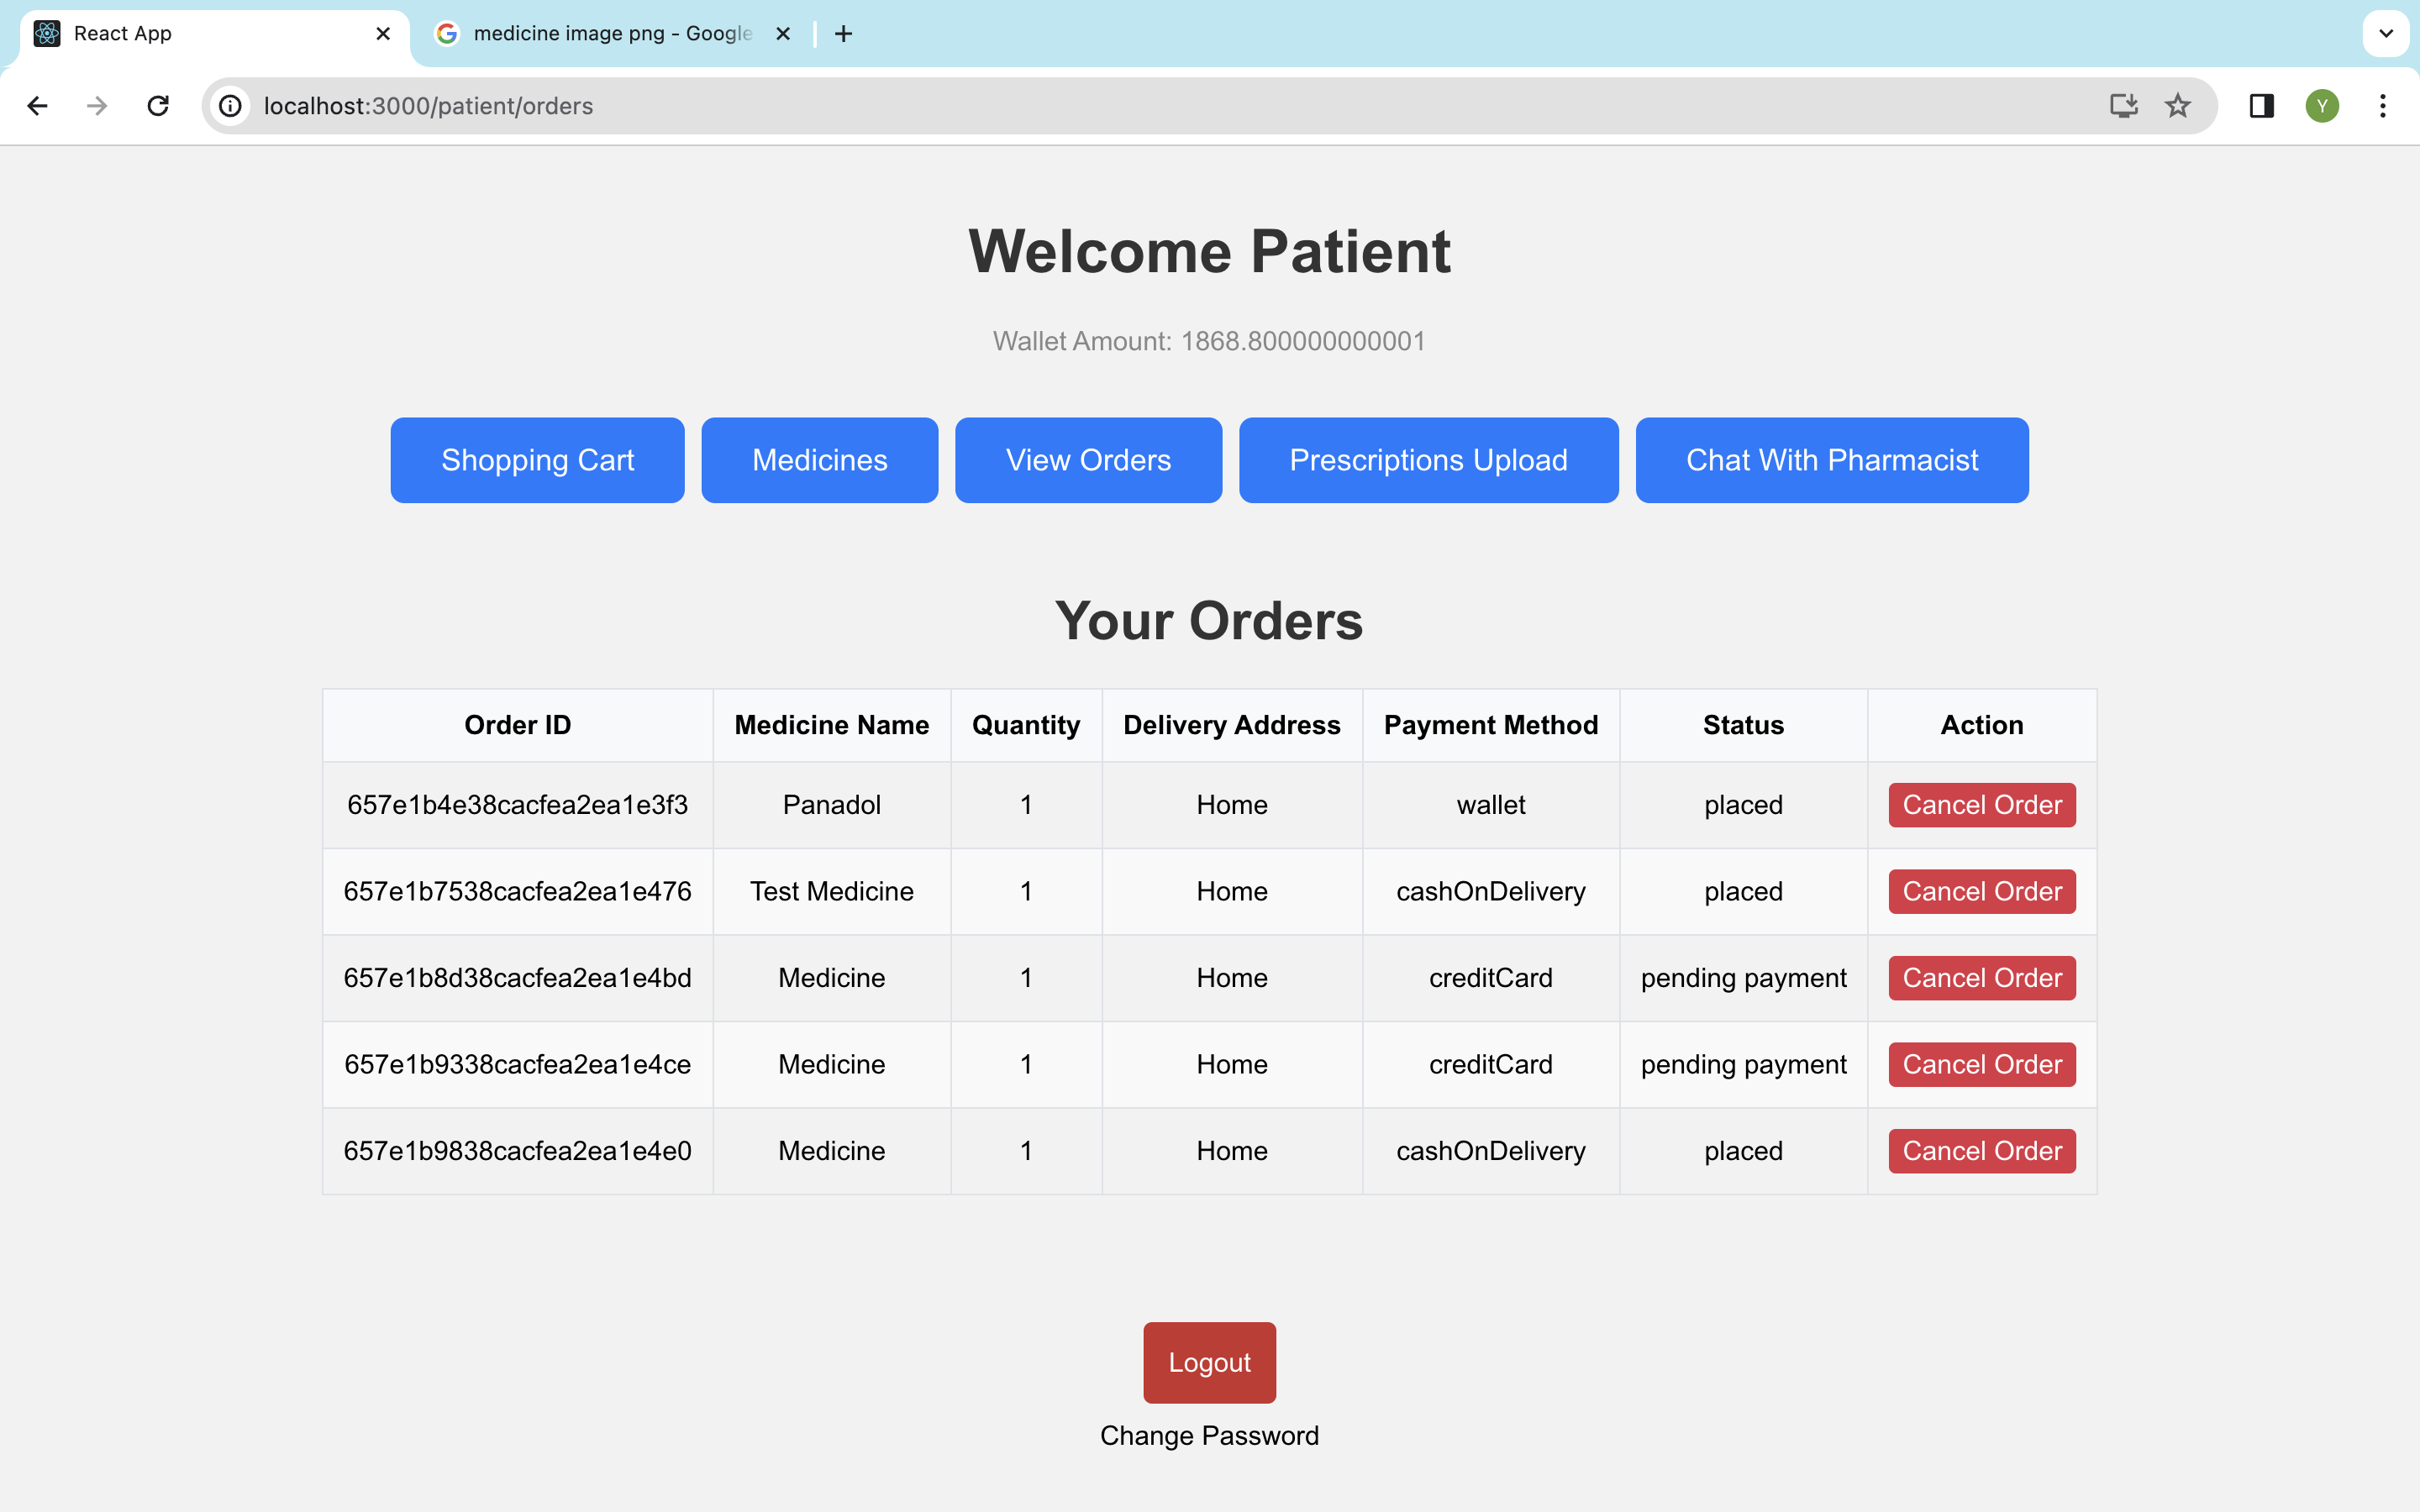 React App
medicine image png - Google
localhost:3000/patient/orders
Y
Welcome Patient
Wallet Amount: 1868.800000000001
Shopping Cart Medicines View Orders Prescriptions Upload Chat With Pharmacist
Your Orders
Order ID Medicine Name Quantity Delivery Address Payment Method Status Action
657e1b4e38cacfea2ea1e3f3 Panadol 1 Home wallet placed Cancel Order
657e1b7538cacfea2ea1e476 Test Medicine 1 Home cashOnDelivery placed Cancel Order
657e1b8d38cacfea2ea1e4bd Medicine 1 Home creditCard pending payment Cancel Order
657e1b9338cacfea2ea1e4ce Medicine 1 Home creditCard pending payment Cancel Order
657e1b9838cacfea2ea1e4e0 Medicine 1 Home cashOnDelivery placed Cancel Order
Logout
Change Password